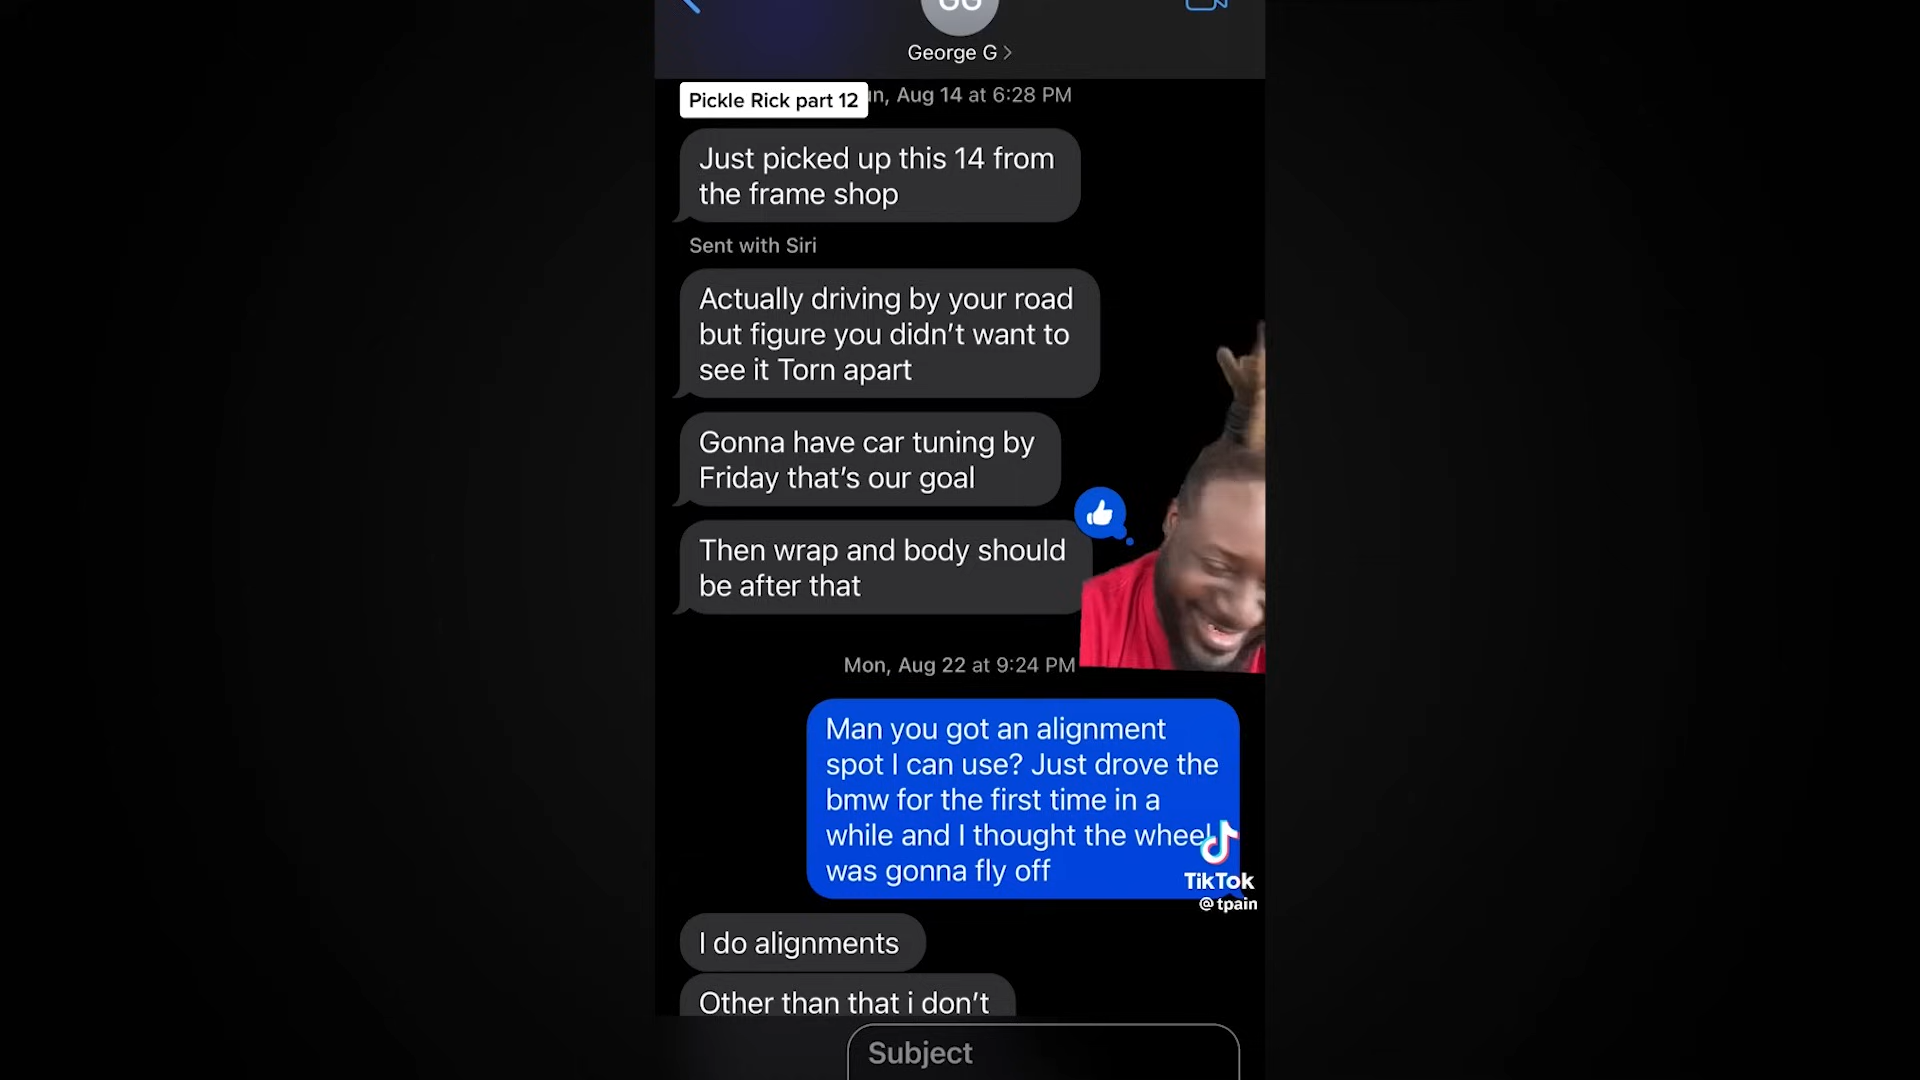 GG
George G
Pickle Rick part 12
Aug 14 at 6:28 PM
Just picked up this 14 from
the frame shop
Sent with Siri
Actually driving by your road
but figure you didn't want to
see it Torn apart
Gonna have car tuning by
Friday that's our goal
Then wrap and body should
be after that
Mon, Aug 22 at 9:24 PM
Man you got an alignment
spot I can use? Just drove the
bmw for the first time in a
while and I thought the wheel
was gonna fly off
TikTok
@tpain
I do alignments
Other than that i don't
Subject